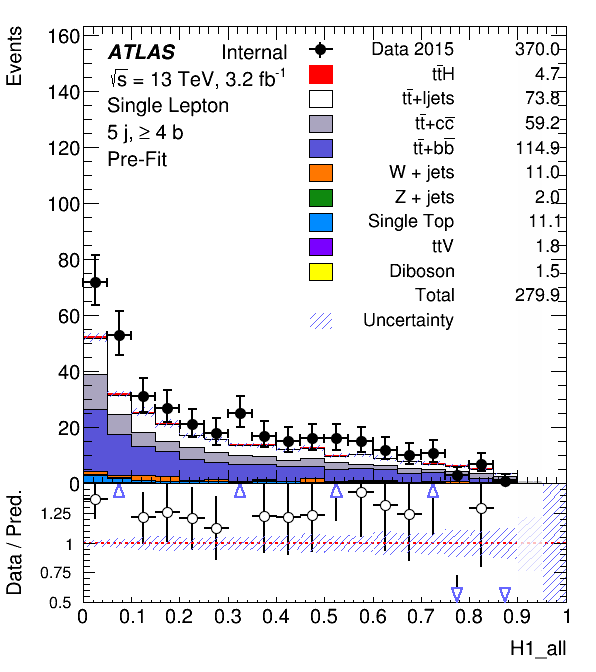 Events
160
140
120
100
80
60
40
20
0
ATLAS Internal
√s = 13 TeV, 3.2 fb⁻¹
Single Lepton
5 j, ≥ 4 b
Pre-Fit
Data 2015 370.0
tt̄H 4.7
tt̄+ljets 73.8
tt̄+cc̄ 59.2
tt̄+bb̄ 114.9
W + jets 11.0
Z + jets 2.0
Single Top 11.1
ttV 1.8
Diboson 1.5
Total 279.9
Uncertainty
Data / Pred.
1.25
1
0.75
0.5
0 0.1 0.2 0.3 0.4 0.5 0.6 0.7 0.8 0.9 1
H1_all